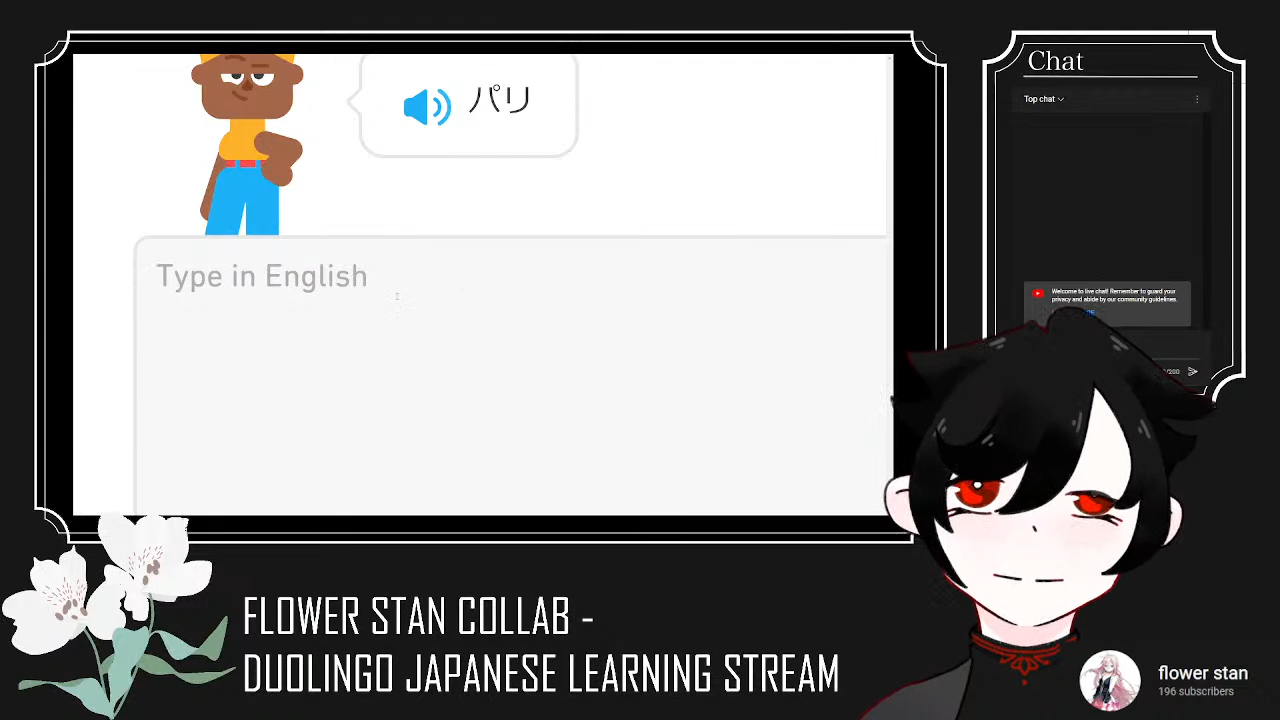 パリ
Type in English
Chat
Top chat
Welcome to live chat! Remember to guard your
privacy and abide by our community guidelines.
/200
FLOWER STAN COLLAB -
DUOLINGO JAPANESE LEARNING STREAM
flower stan
196 subscribers